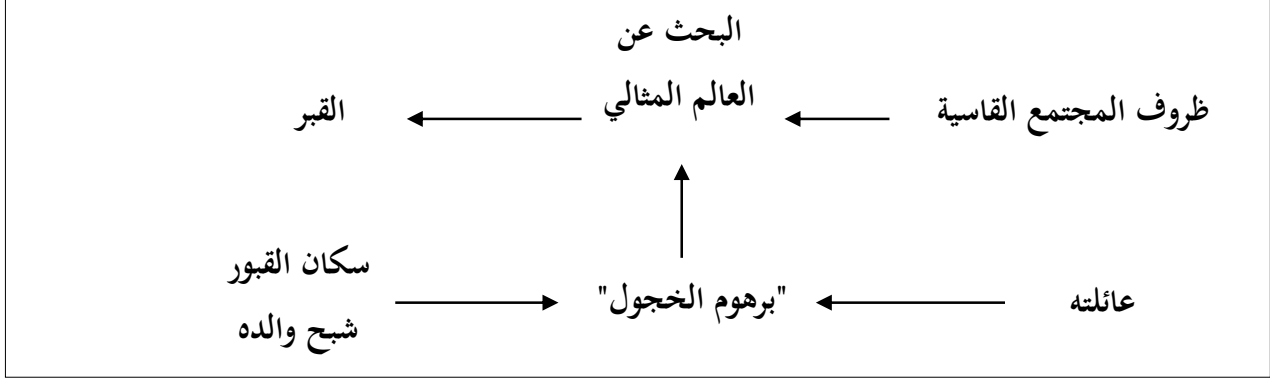 البحث عن
العالم المثالي
ظروف المجتمع القاسية
القبر
عائلته
"برهوم الخجول"
سكان القبور
شبح والده